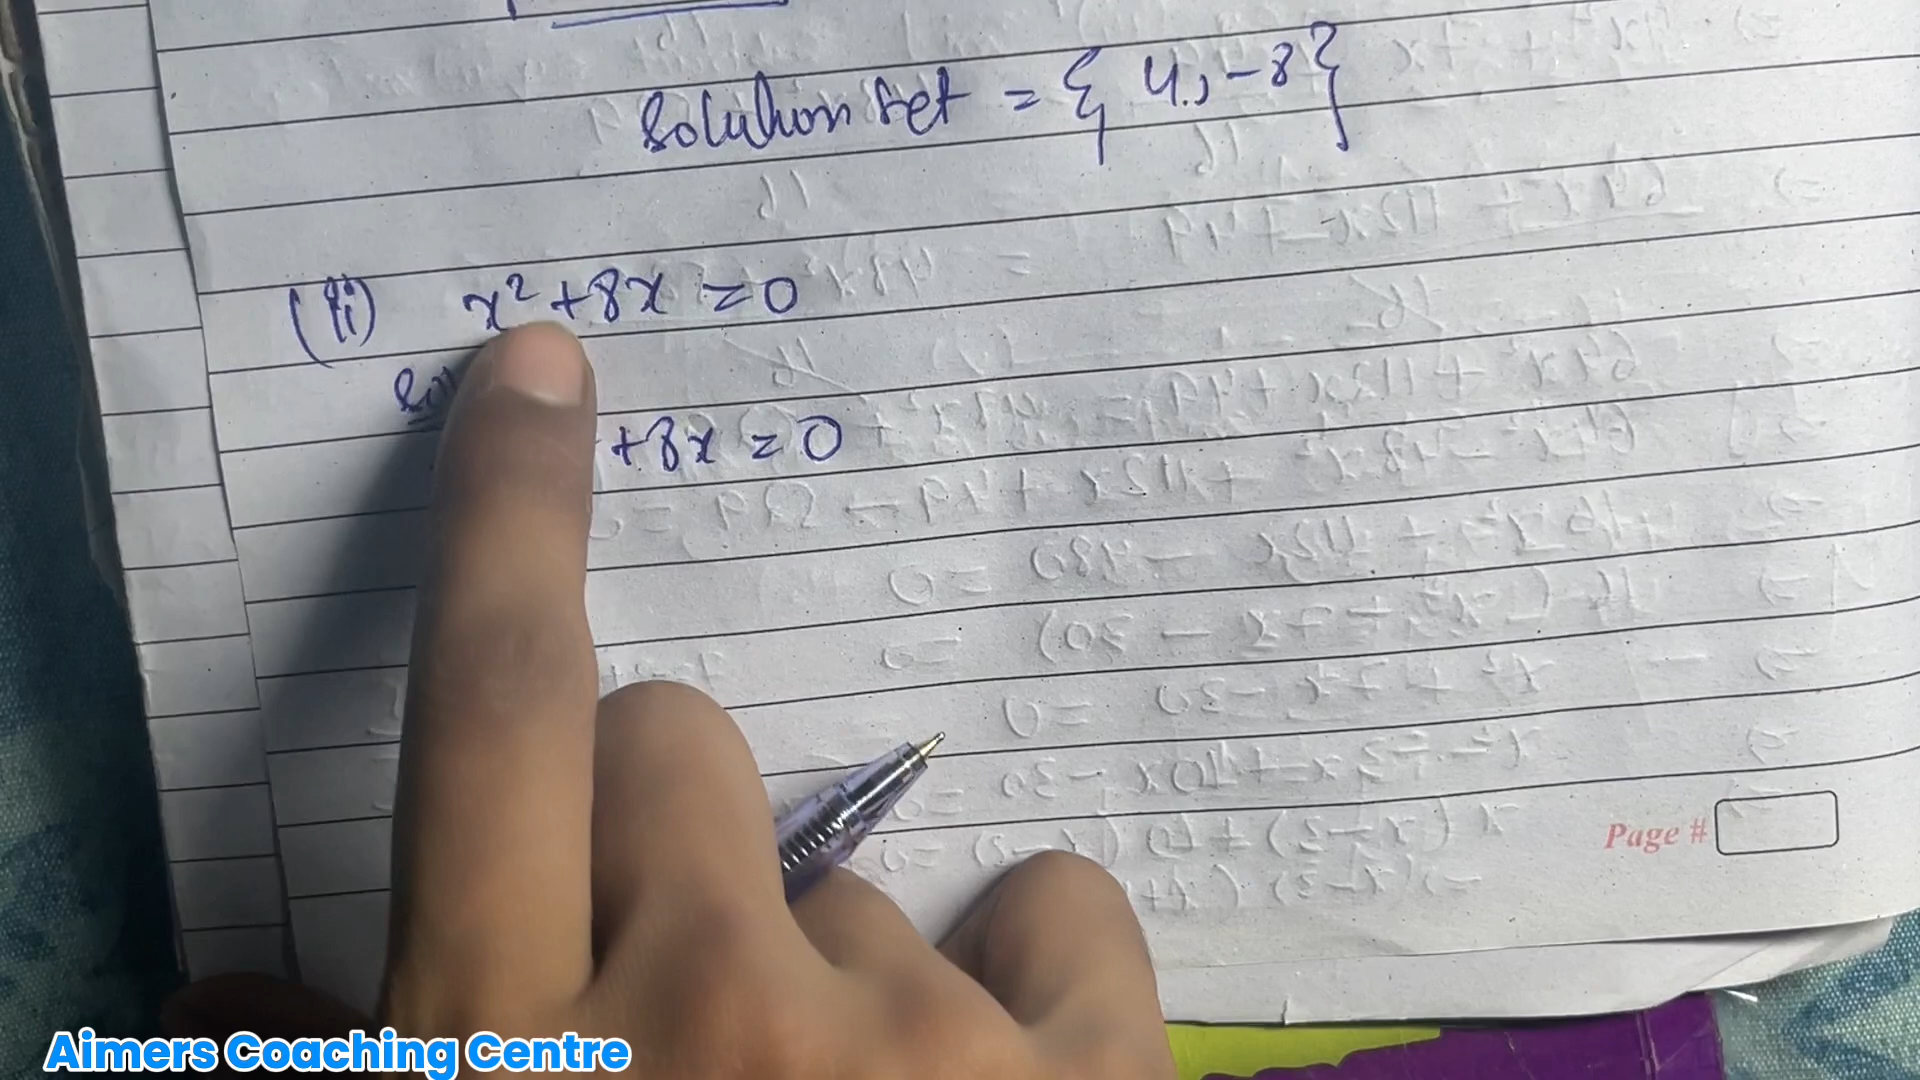 Solution set = { 4, -8}
(ii) x² + 8x = 0
+8x = 0
Page #
Aimers Coaching Centre